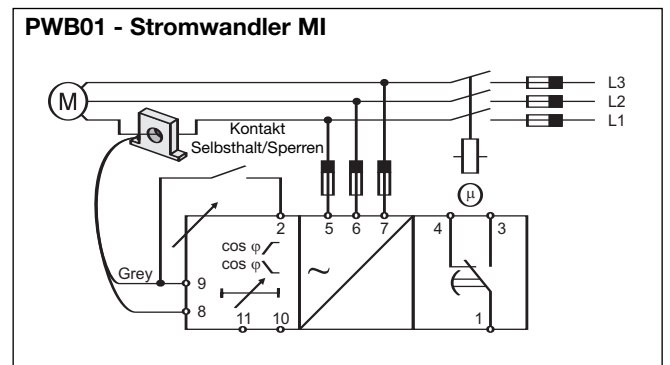 PWB01 - Stromwandler MI
L3
M
L2
L1
Kontakt
Selbsthalt/Sperren
µ
2
5
6
7
4
3
cos φ
cos φ
~
Grey
9
8
11
10
1